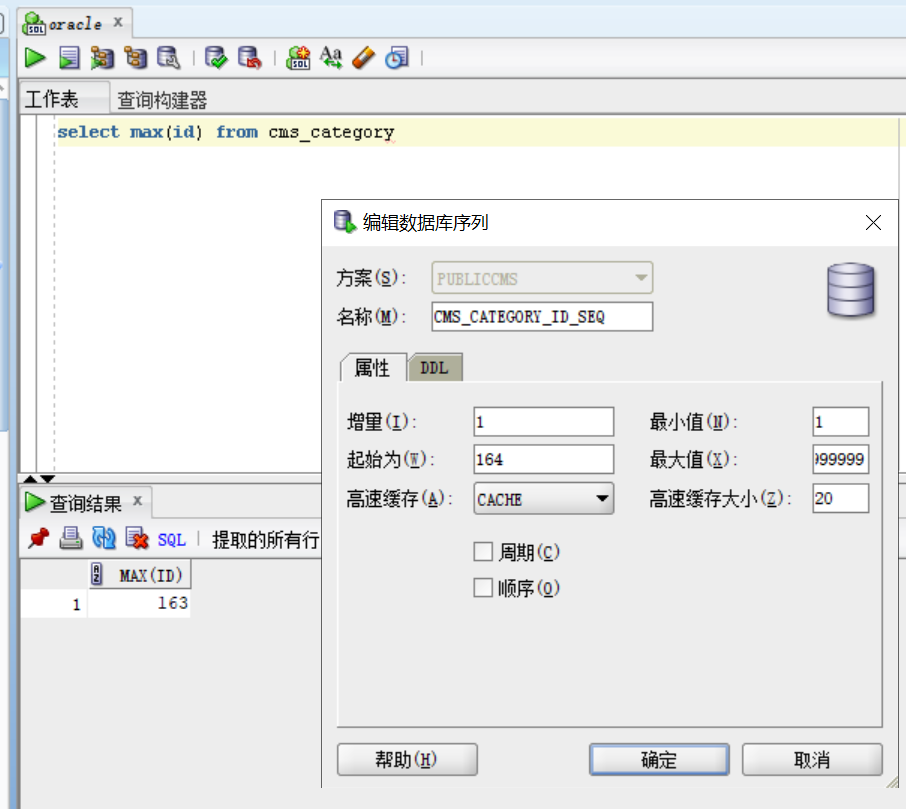 oracle
工作表 查询构建器
select max(id) from cms_category
编辑数据库序列
方案(S): PUBLICCMS
名称(M): CMS_CATEGORY_ID_SEQ
属性 DDL
增量(I): 1 最小值(N): 1
起始为(W): 164 最大值(X): 999999
高速缓存(A): CACHE 高速缓存大小(Z): 20
周期(C)
顺序(O)
帮助(H) 确定 取消
查询结果
SQL 提取的所有行
MAX(ID)
1 163